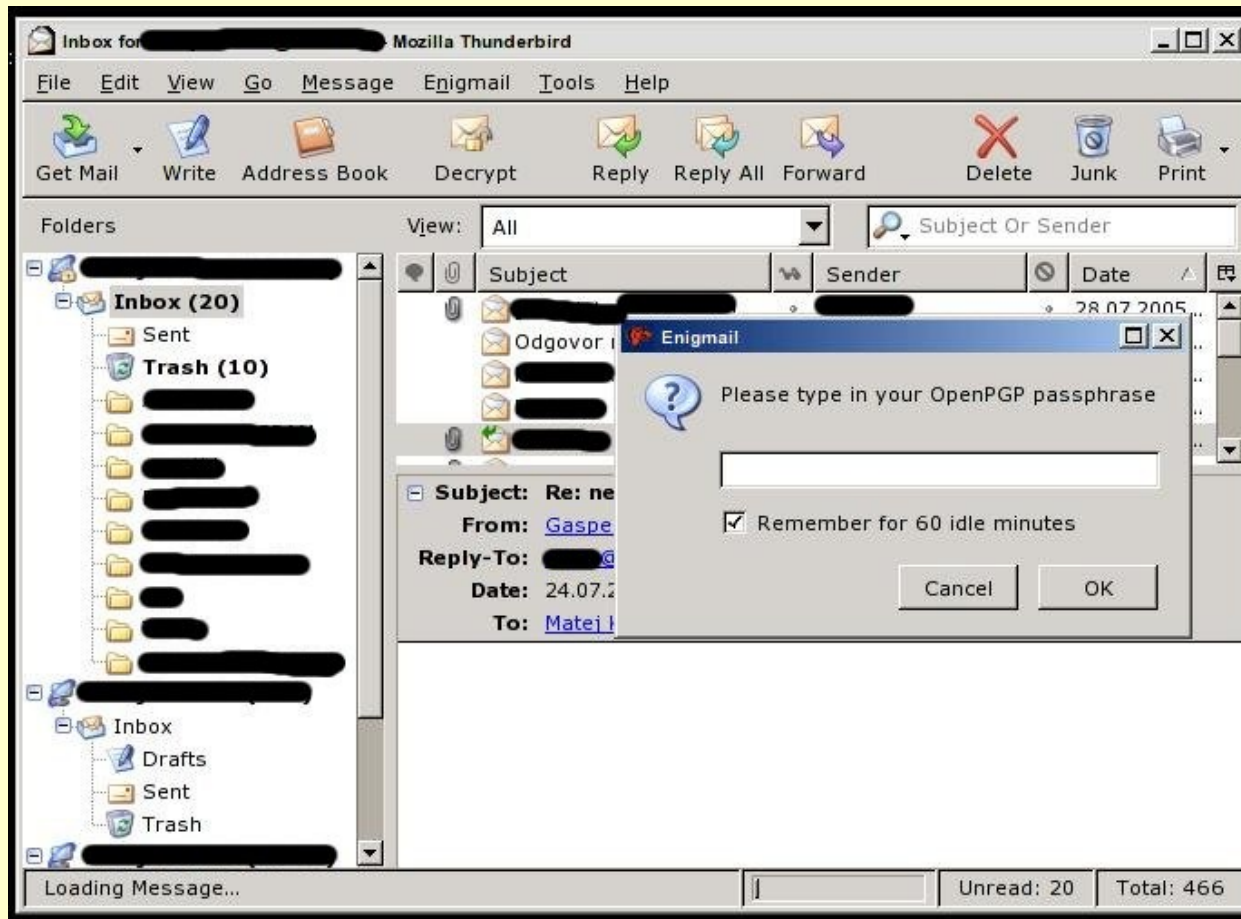 Inbox for - Mozilla Thunderbird
File Edit View Go Message Enigmail Tools Help
Get Mail Write Address Book Decrypt Reply Reply All Forward Delete Junk Print
Folders View: All Subject Or Sender
Subject Sender Date
Inbox (20)
Sent
Trash (10)
28.07.2005...
Odgovor
Enigmail
Please type in your OpenPGP passphrase
Remember for 60 idle minutes
Cancel OK
Subject: Re: ne
From: Gaspe
Reply-To: @
Date: 24.07.2
To: Matej
Inbox
Drafts
Sent
Trash
Loading Message... Unread: 20 Total: 466